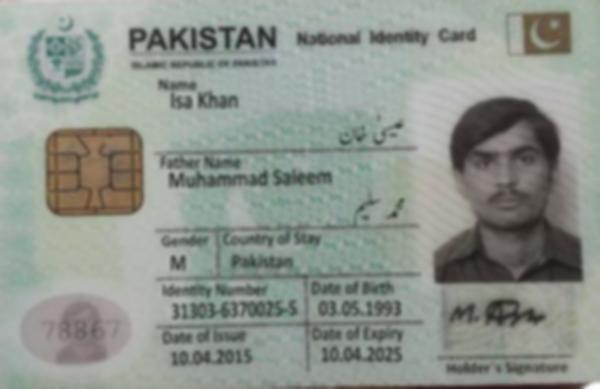 PAKISTAN National Identity Card
ISLAMIC REPUBLIC OF PAKISTAN
Name
Isa Khan
عیسیٰ خان
Father Name
Muhammad Saleem
محمد سلیم
Gender Country of Stay
M Pakistan
Identity Number Date of Birth
31303-6370025-5 03.05.1993
Date of Issue Date of Expiry
10.04.2015 10.04.2025
78867
Holder's Signature